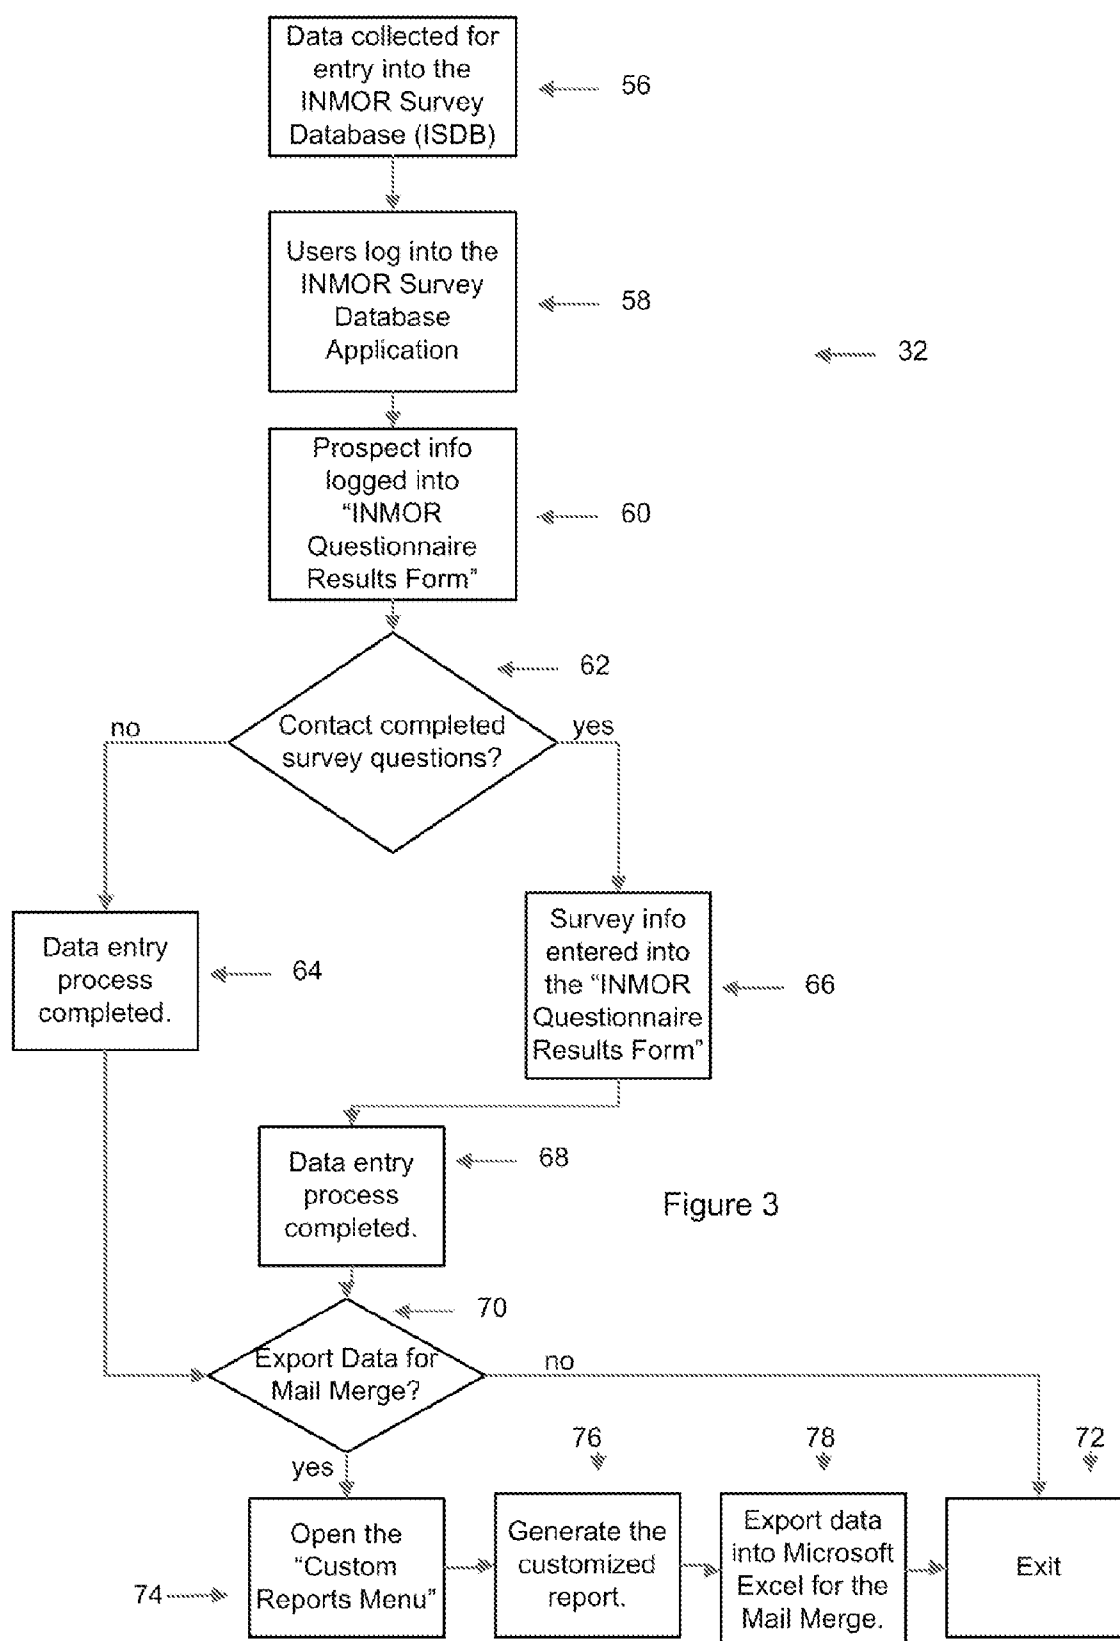 Data collected for
entry into the
INMOR Survey
Database (ISDB)
56
Users log into the
INMOR Survey
Database
Application
58
32
Prospect info
logged into
“INMOR
Questionnaire
Results Form”
60
62
Contact completed
survey questions?
no
yes
Data entry
process
completed.
64
Survey info
entered into
the “INMOR
Questionnaire
Results Form”
66
Data entry
process
completed.
68
Figure 3
70
Export Data for
Mail Merge?
no
yes
76
78
72
Open the
“Custom
Reports Menu”
74
Generate the
customized
report.
Export data
into Microsoft
Excel for the
Mail Merge.
Exit